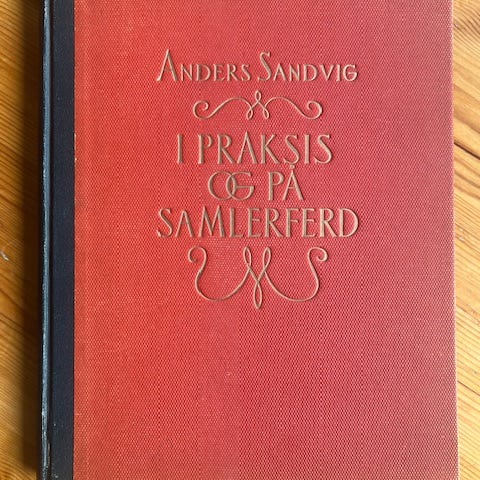 ANDERS SANDVIG
I PRAKSIS
OG PÅ
SAMLERFERD